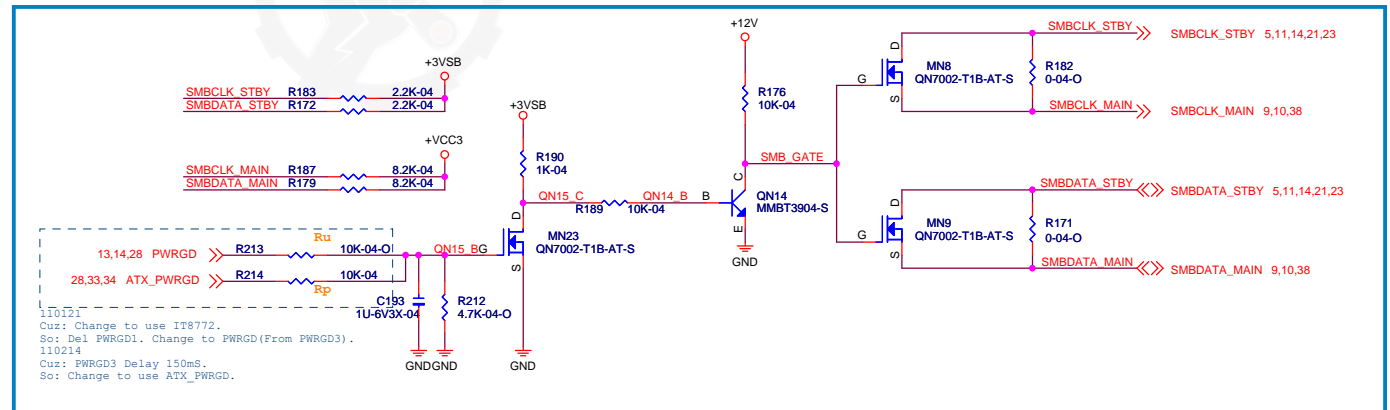 +12V
SMBCLK_STBY SMBCLK_STBY 5,11,14,21,23
D
MN8
QN7002-T1B-AT-S
G
S
R182
0-04-O
SMBCLK_MAIN SMBCLK_MAIN 9,10,38
+3VSB
SMBCLK_STBY R183 2.2K-04
SMBDATA_STBY R172 2.2K-04
R176
10K-04
+3VSB
+VCC3
R190
1K-04
SMB_GATE
SMBCLK_MAIN R187 8.2K-04
SMBDATA_MAIN R179 8.2K-04
QN15_C
R189 10K-04
QN14_B B
C
QN14
MMBT3904-S
E
GND
SMBDATA_STBY SMBDATA_STBY 5,11,14,21,23
D
MN9
QN7002-T1B-AT-S
G
S
R171
0-04-O
SMBDATA_MAIN SMBDATA_MAIN 9,10,38
D
MN23
QN7002-T1B-AT-S
S
Ru
13,14,28 PWRGD R213 10K-04-O QN15_B G
28,33,34 ATX_PWRGD R214 10K-04
Rp
C193
1U-6V3X-04
R212
4.7K-04-O
GND GND GND
110121
Cuz: Change to use IT8772.
So: Del PWRGD1. Change to PWRGD(From PWRGD3).
110214
Cuz: PWRGD3 Delay 150mS.
So: Change to use ATX_PWRGD.